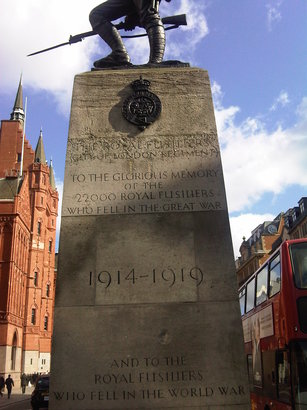 THE ROYAL FUSILIERS
(CITY OF LONDON REGIMENT)
TO THE GLORIOUS MEMORY
OF THE
22000 ROYAL FUSILIERS
WHO FELL IN THE GREAT WAR
1914-1919
AND TO THE
ROYAL FUSILIERS
WHO FELL IN THE WORLD WAR